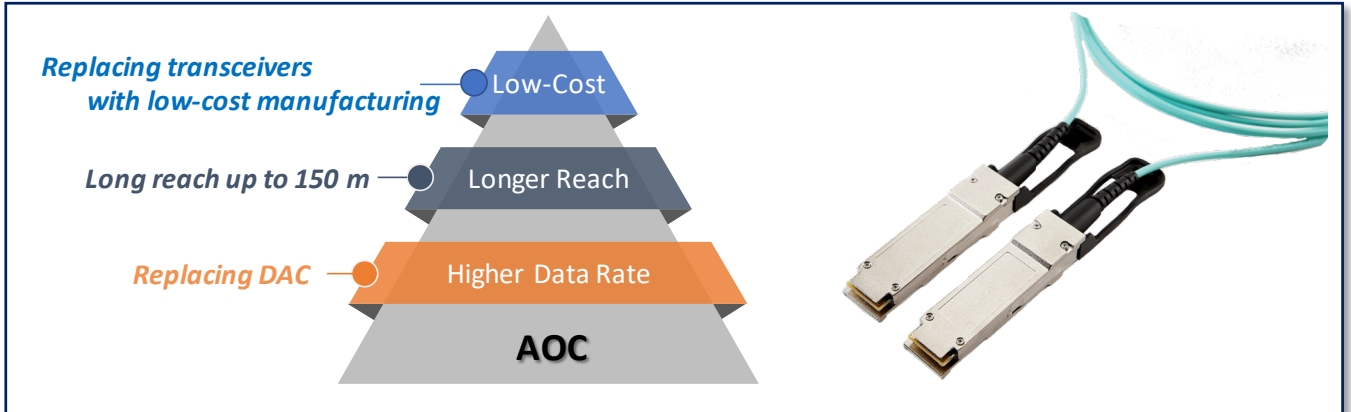 Replacing transceivers
with low-cost manufacturing
Low-Cost
Long reach up to 150 m
Longer Reach
Replacing DAC
Higher Data Rate
AOC